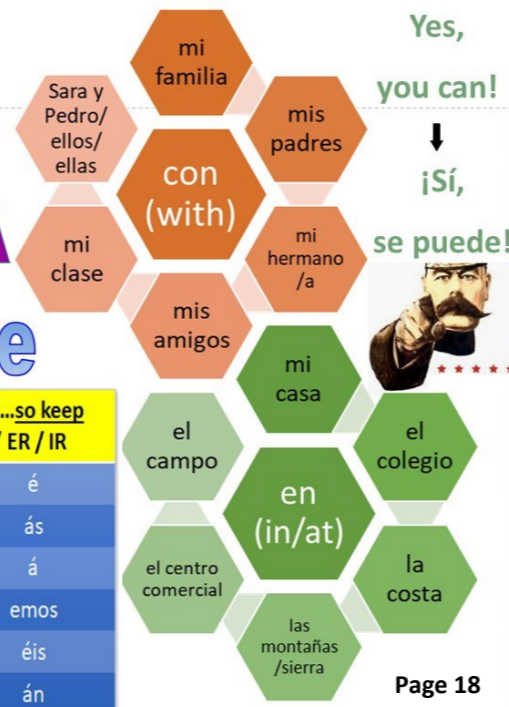 Yes,
you can!
¡Sí,
se puede!
con
(with)
mi
familia
mis
padres
mi
hermano
/a
mis
amigos
mi
clase
Sara y
Pedro/
ellos/
ellas
en
(in/at)
mi
casa
el
colegio
la
costa
las
montañas
/sierra
el centro
comercial
el
campo
...so keep
/ ER / IR
é
ás
á
emos
éis
án
Page 18